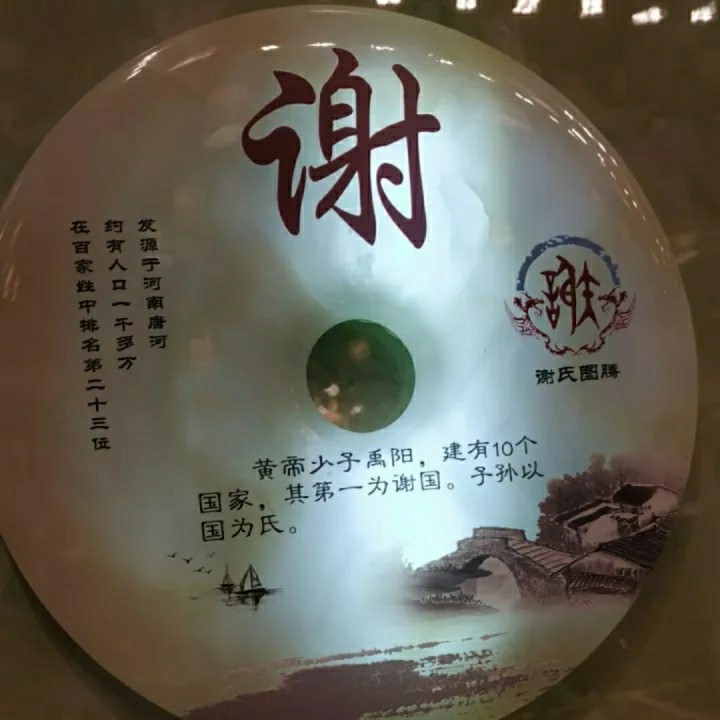 谢
发源于河南唐河
约有人口一千多万
在百家姓中排名第二十三位
谢氏图腾
黄帝少子禹阳，建有10个
国家，其第一为谢国。子孙以
国为氏。